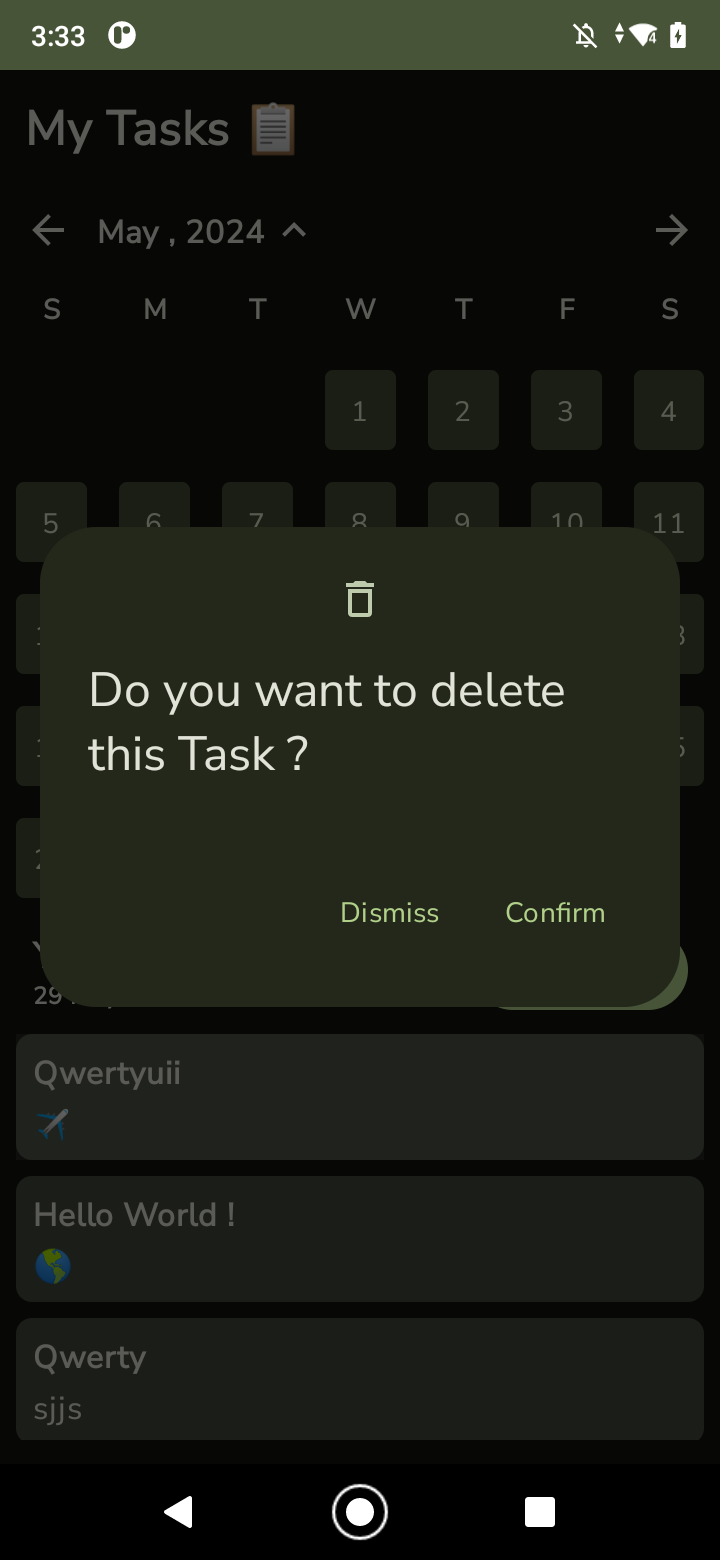 3:33
My Tasks 📋
May , 2024
S M T W T F S
1 2 3 4
5 6 7 8 9 10 11
Do you want to delete
this Task ?
Dismiss Confirm
29
Qwertyuii
✈️
Hello World !
🌎
Qwerty
sjjs